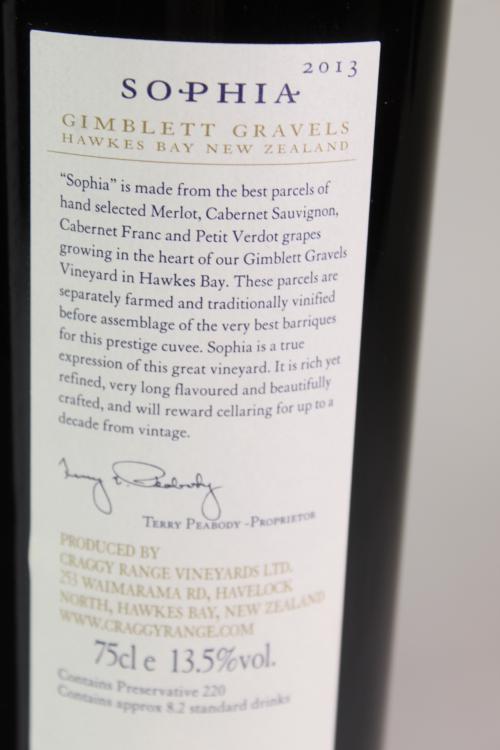 2013
SOPHIA
GIMBLETT GRAVELS
HAWKES BAY NEW ZEALAND
“Sophia” is made from the best parcels of
hand selected Merlot, Cabernet Sauvignon,
Cabernet Franc and Petit Verdot grapes
growing in the heart of our Gimblett Gravels
Vineyard in Hawkes Bay. These parcels are
separately farmed and traditionally vinified
before assemblage of the very best barriques
for this prestige cuvee. Sophia is a true
expression of this great vineyard. It is rich yet
refined, very long flavoured and beautifully
crafted, and will reward cellaring for up to a
decade from vintage.
Terry Peabody
TERRY PEABODY -PROPRIETOR
PRODUCED BY
CRAGGY RANGE VINEYARDS LTD.
253 WAIMARAMA RD, HAVELOCK
NORTH, HAWKES BAY, NEW ZEALAND
WWW.CRAGGYRANGE.COM
75cl e 13.5%vol.
Contains Preservative 220
Contains approx 8.2 standard drinks